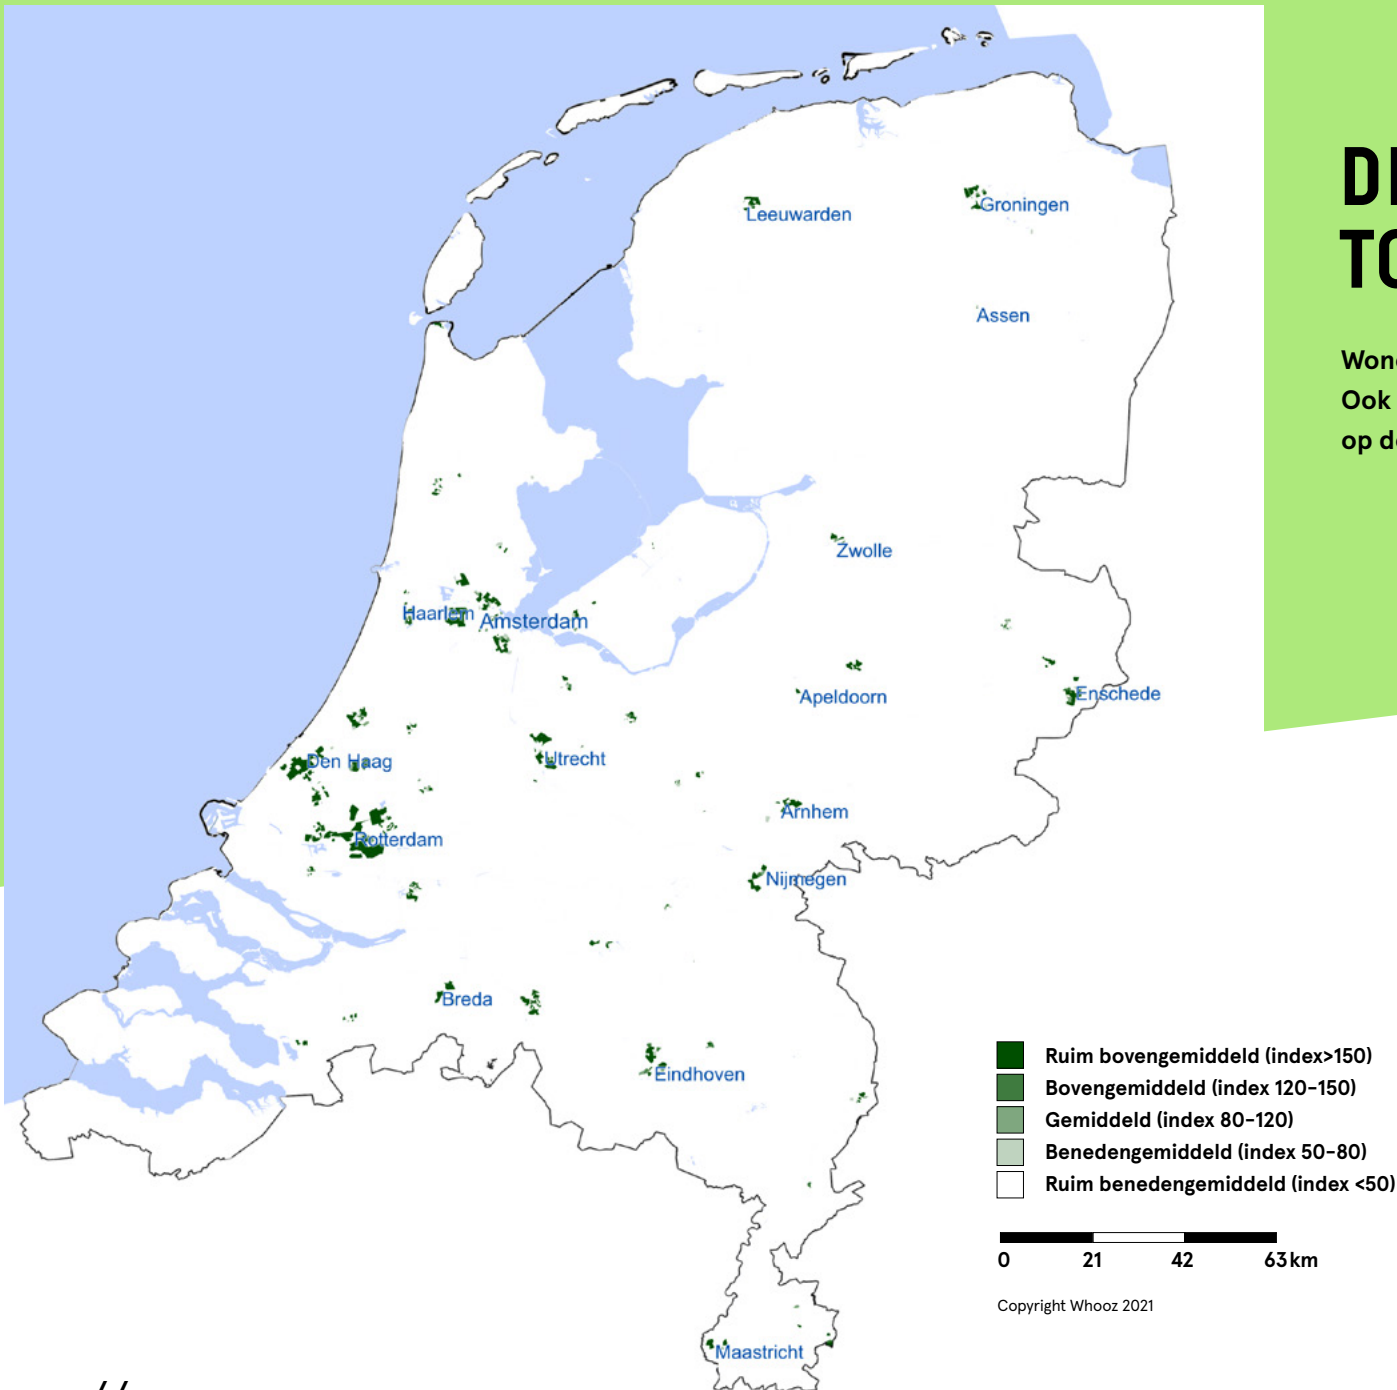 Leeuwarden
Groningen
Assen
Zwolle
Haarlem
Amsterdam
Apeldoorn
Enschede
Den Haag
Utrecht
Arnhem
Rotterdam
Nijmegen
Breda
Eindhoven
Maastricht
Ruim bovengemiddeld (index>150)
Bovengemiddeld (index 120-150)
Gemiddeld (index 80-120)
Benedengemiddeld (index 50-80)
Ruim benedengemiddeld (index <50)
0 21 42 63 km
Copyright Whooz 2021
Ook
op